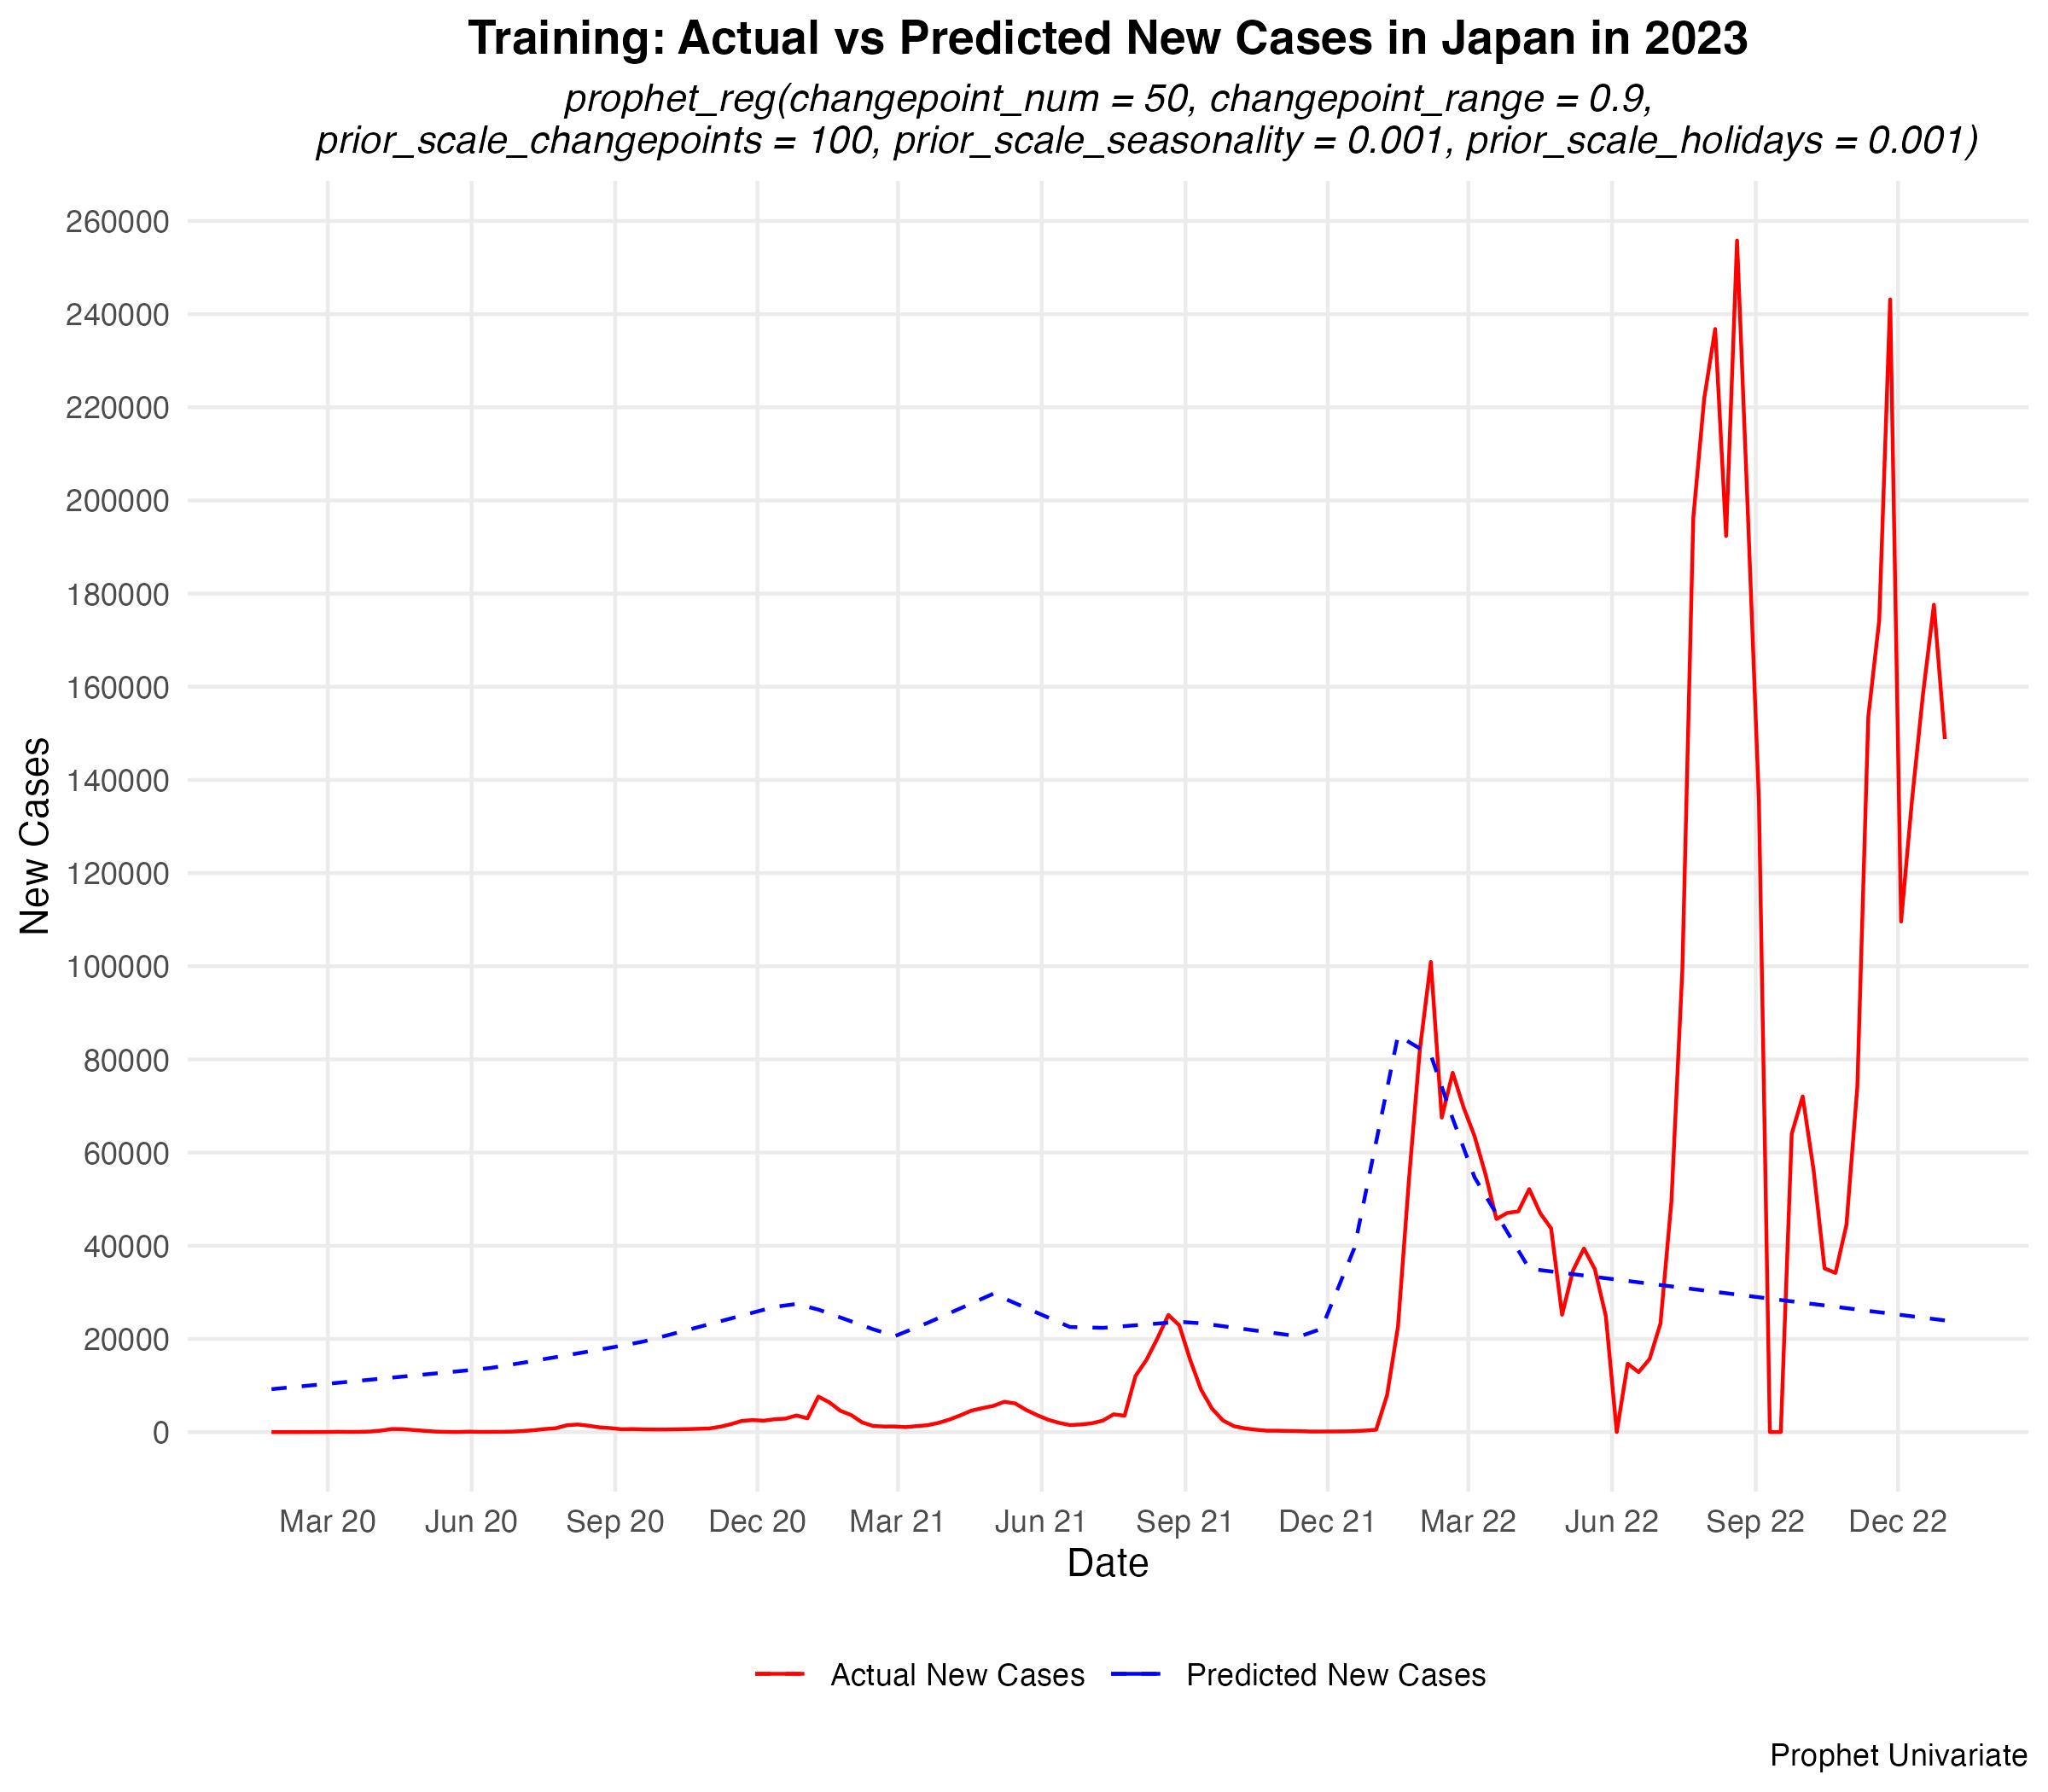 Training: Actual vs Predicted New Cases in Japan in 2023
prophet_reg(changepoint_num = 50, changepoint_range = 0.9,
prior_scale_changepoints = 100, prior_scale_seasonality = 0.001, prior_scale_holidays = 0.001)
260000
240000
220000
200000
180000
160000
140000
120000
100000
80000
60000
40000
20000
0
New Cases
Mar 20 Jun 20 Sep 20 Dec 20 Mar 21 Jun 21 Sep 21 Dec 21 Mar 22 Jun 22 Sep 22 Dec 22
Date
Actual New Cases Predicted New Cases
Prophet Univariate